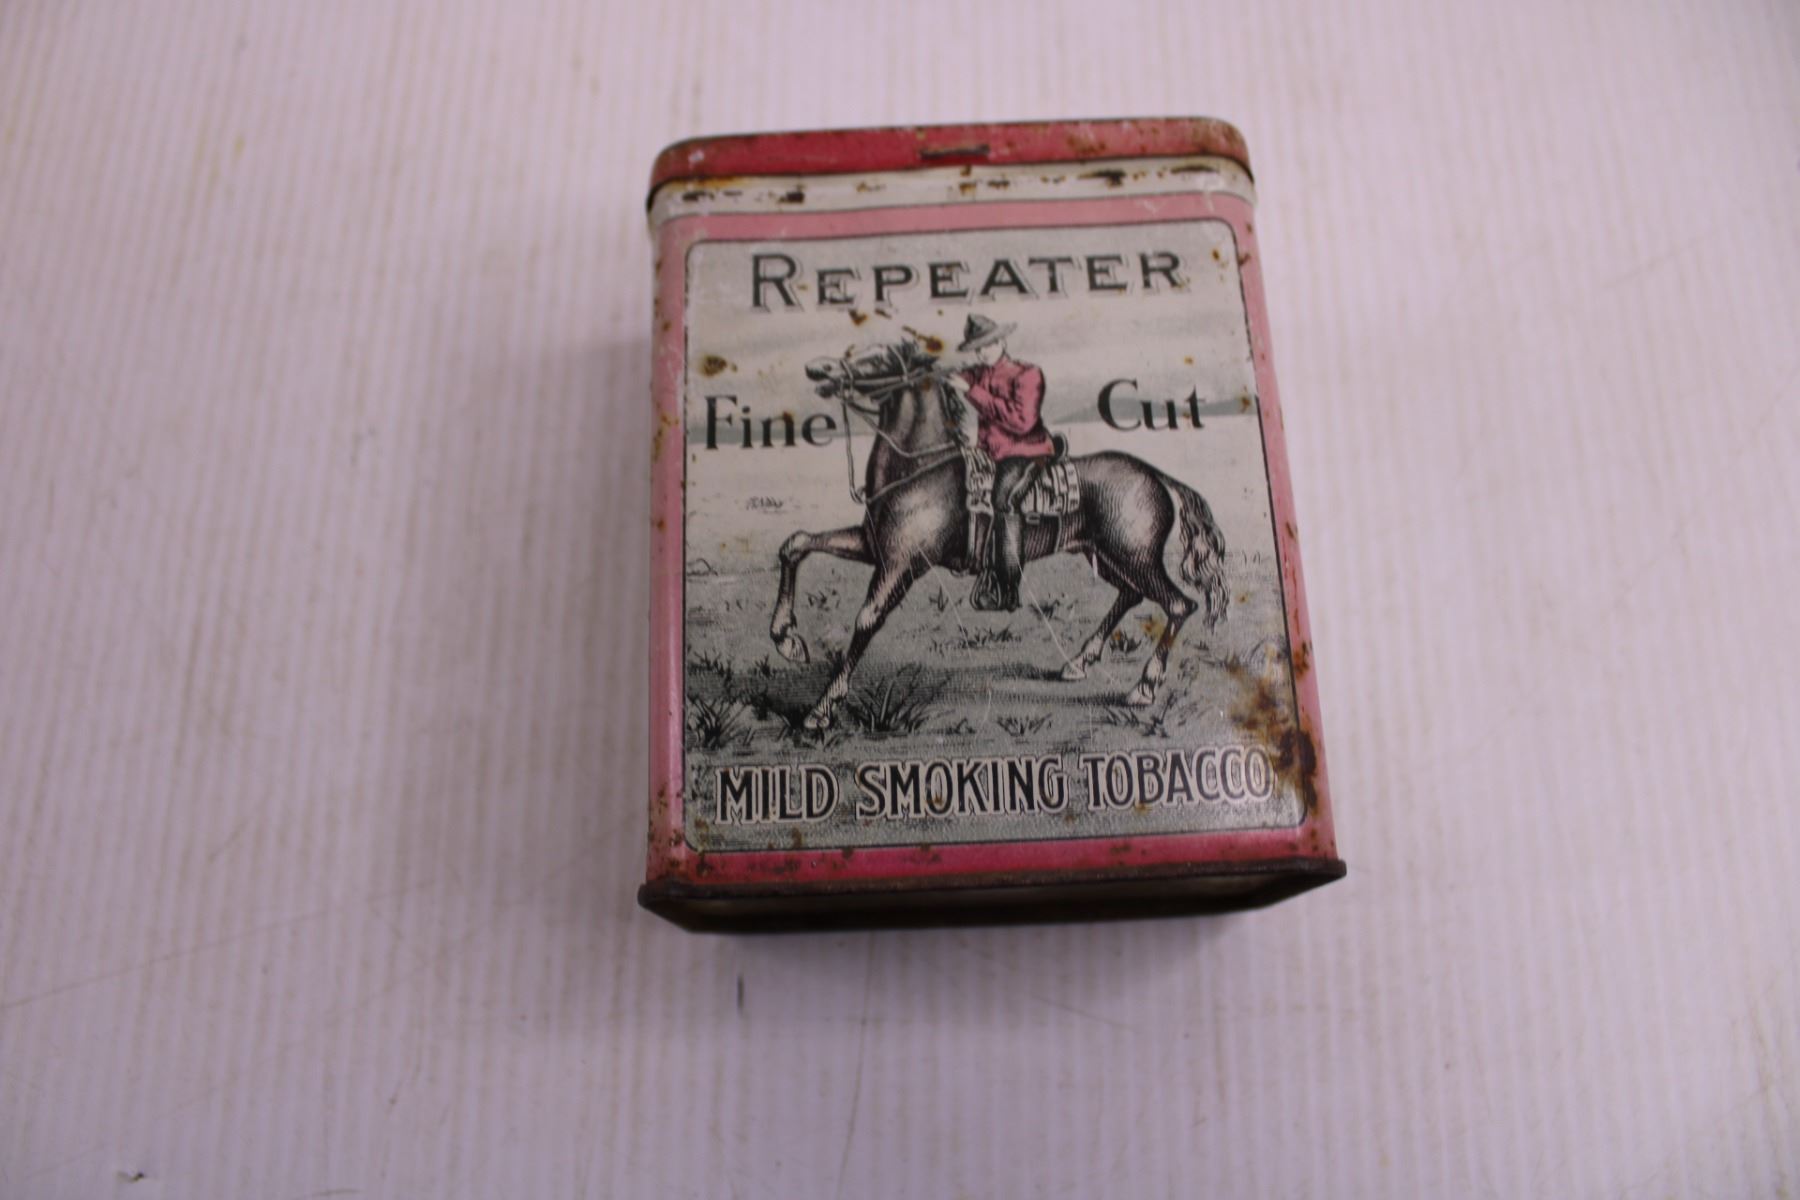 REPEATER
Fine Cut
MILD SMOKING TOBACCO